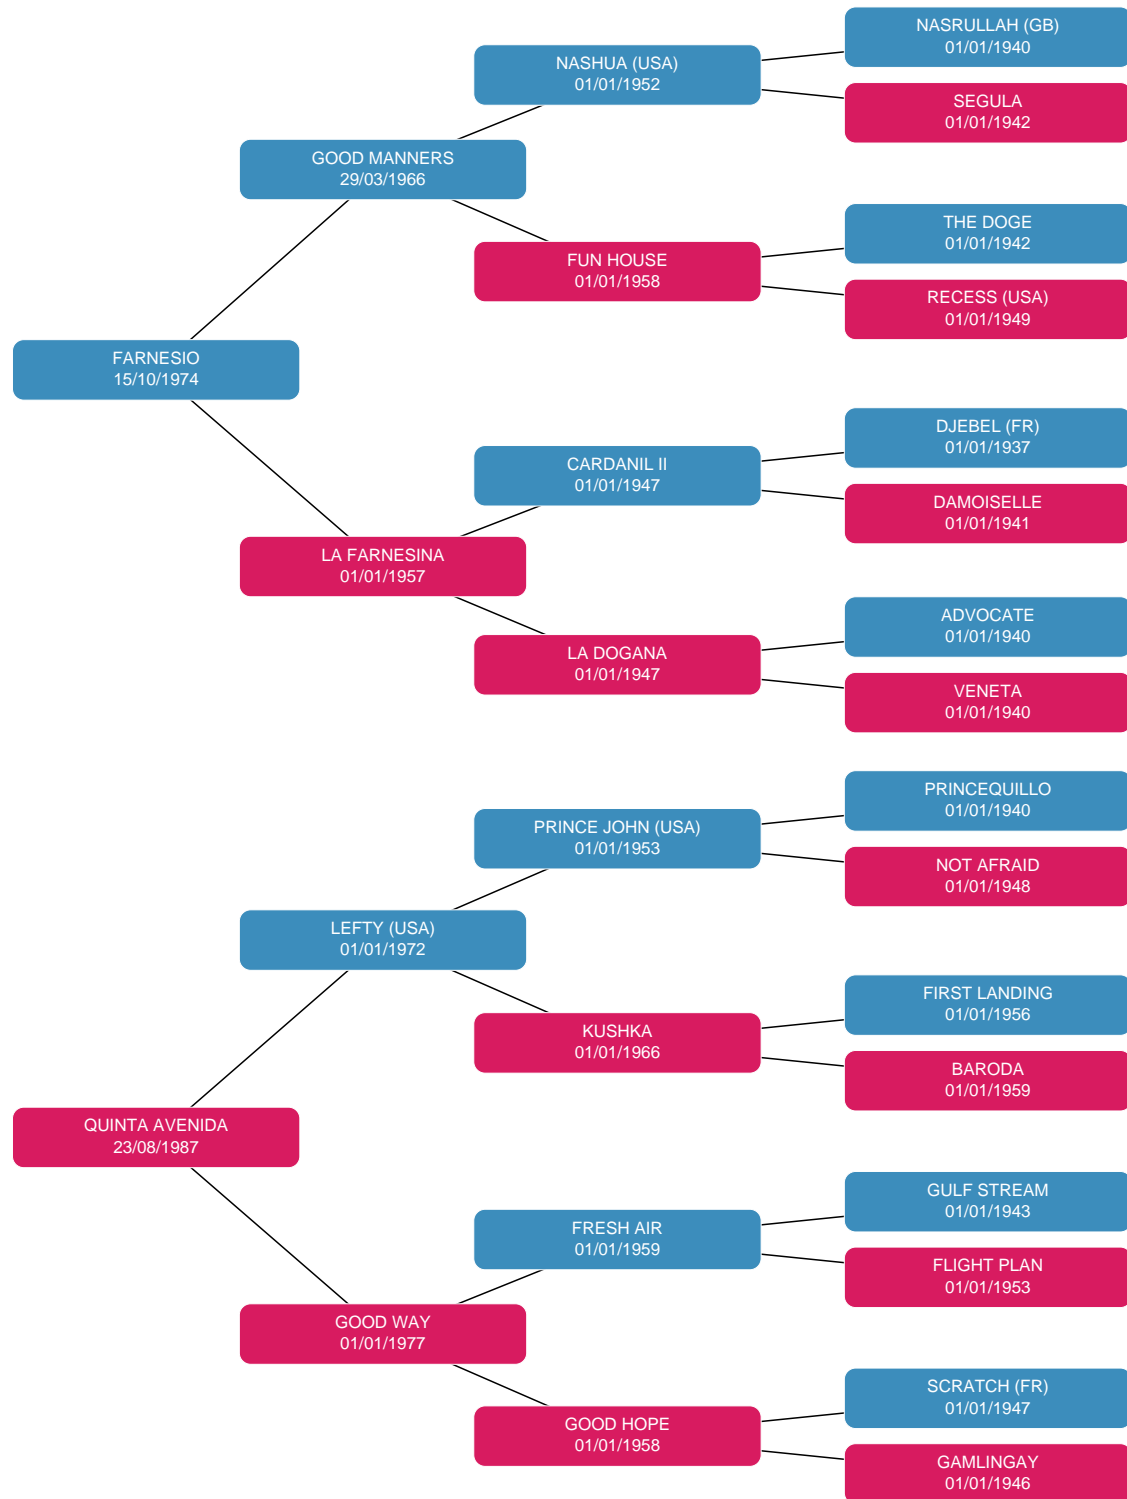 NASRULLAH (GB)
01/01/1940
NASHUA (USA)
01/01/1952
SEGULA
01/01/1942
GOOD MANNERS
29/03/1966
THE DOGE
01/01/1942
FUN HOUSE
01/01/1958
RECESS (USA)
01/01/1949
FARNESIO
15/10/1974
DJEBEL (FR)
01/01/1937
CARDANIL II
01/01/1947
DAMOISELLE
01/01/1941
LA FARNESINA
01/01/1957
ADVOCATE
01/01/1940
LA DOGANA
01/01/1947
VENETA
01/01/1940
PRINCEQUILLO
01/01/1940
PRINCE JOHN (USA)
01/01/1953
NOT AFRAID
01/01/1948
LEFTY (USA)
01/01/1972
FIRST LANDING
01/01/1956
KUSHKA
01/01/1966
BARODA
01/01/1959
QUINTA AVENIDA
23/08/1987
GULF STREAM
01/01/1943
FRESH AIR
01/01/1959
FLIGHT PLAN
01/01/1953
GOOD WAY
01/01/1977
SCRATCH (FR)
01/01/1947
GOOD HOPE
01/01/1958
GAMLINGAY
01/01/1946